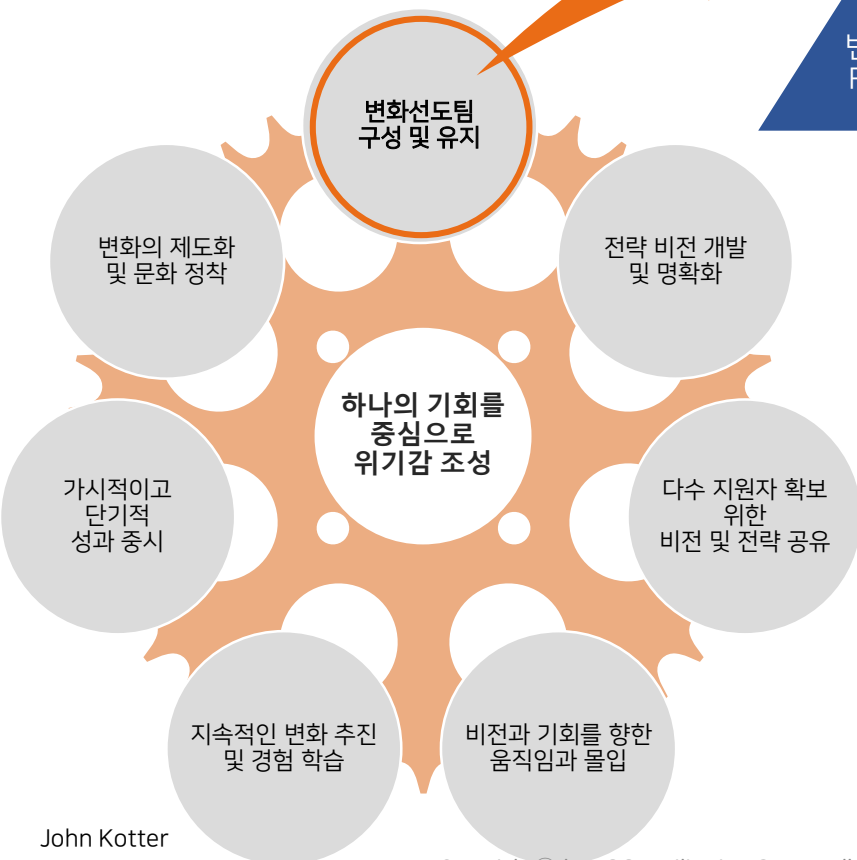 변화선도팀
구성 및 유지
전략 비전 개발
및 명확화
다수 지원자 확보
위한
비전 및 전략 공유
비전과 기회를 향한
움직임과 몰입
지속적인 변화 추진
및 경험 학습
가시적이고
단기적
성과 중시
변화의 제도화
및 문화 정착
하나의 기회를
중심으로
위기감 조성
John Kotter